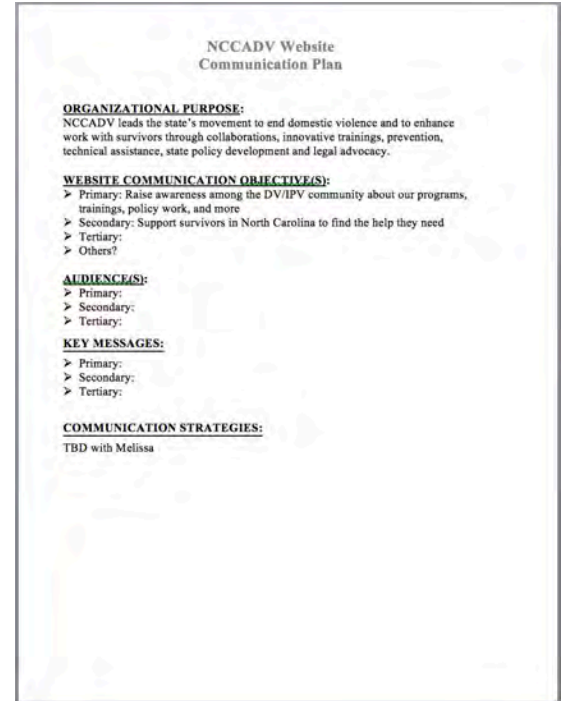 NCCADV Website
Communication Plan
ORGANIZATIONAL PURPOSE:
NCCADV leads the state's movement to end domestic violence and to enhance
work with survivors through collaborations, innovative trainings, prevention,
technical assistance, state policy development and legal advocacy.
WEBSITE COMMUNICATION OBJECTIVE(S):
➢ Primary: Raise awareness among the DV/IPV community about our programs,
trainings, policy work, and more
➢ Secondary: Support survivors in North Carolina to find the help they need
➢ Tertiary:
➢ Others?
AUDIENCE(S):
➢ Primary:
➢ Secondary:
➢ Tertiary:
KEY MESSAGES:
➢ Primary:
➢ Secondary:
➢ Tertiary:
COMMUNICATION STRATEGIES:
TBD with Melissa